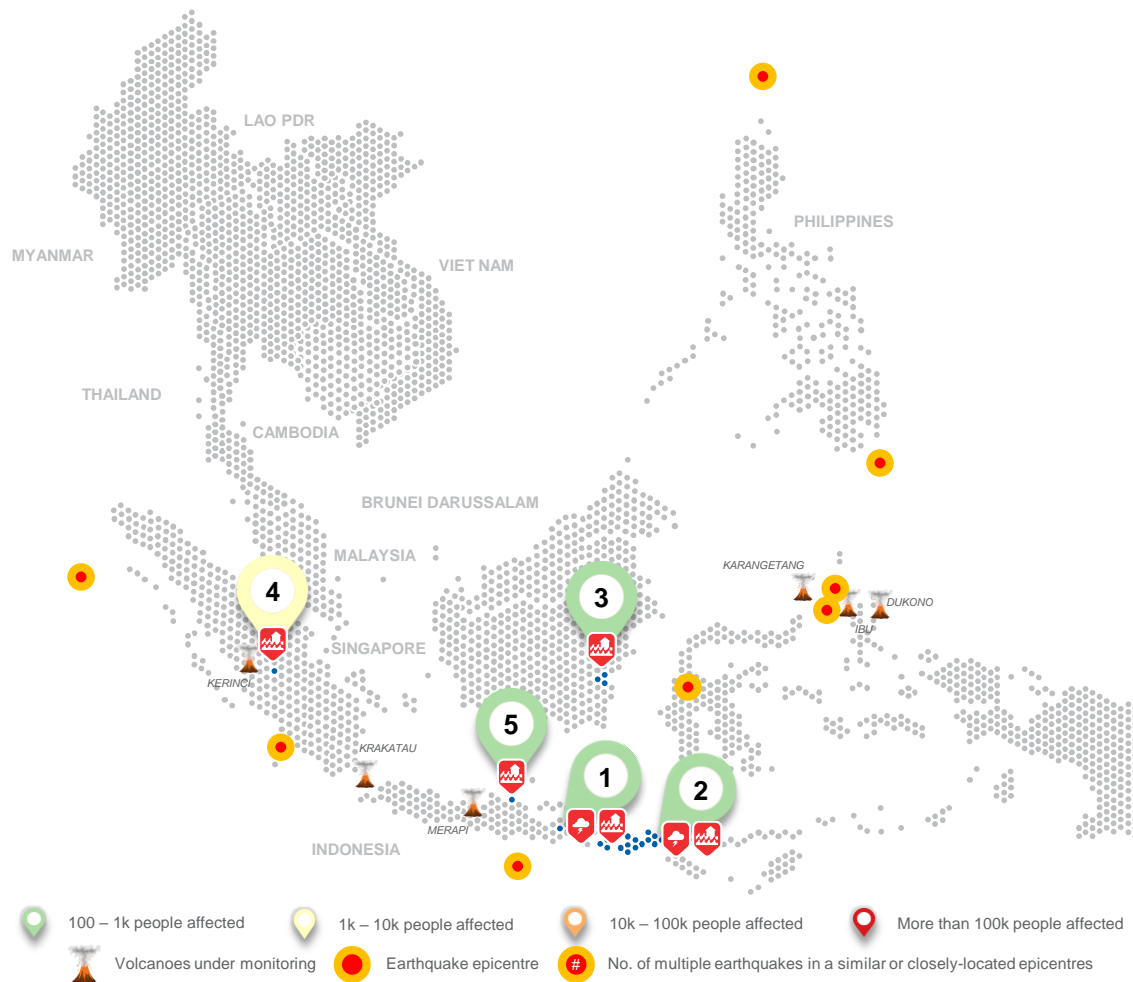 LAO PDR
PHILIPPINES
MYANMAR
VIET NAM
THAILAND
CAMBODIA
BRUNEI DARUSSALAM
MALAYSIA
KARANGETANG
4
3
DUKONO
IBU
SINGAPORE
KERINCI
5
KRAKATAU
1
2
MERAPI
INDONESIA
100 – 1k people affected
1k – 10k people affected
10k – 100k people affected
More than 100k people affected
Volcanoes under monitoring
Earthquake epicentre
#
No. of multiple earthquakes in a similar or closely-located epicentres